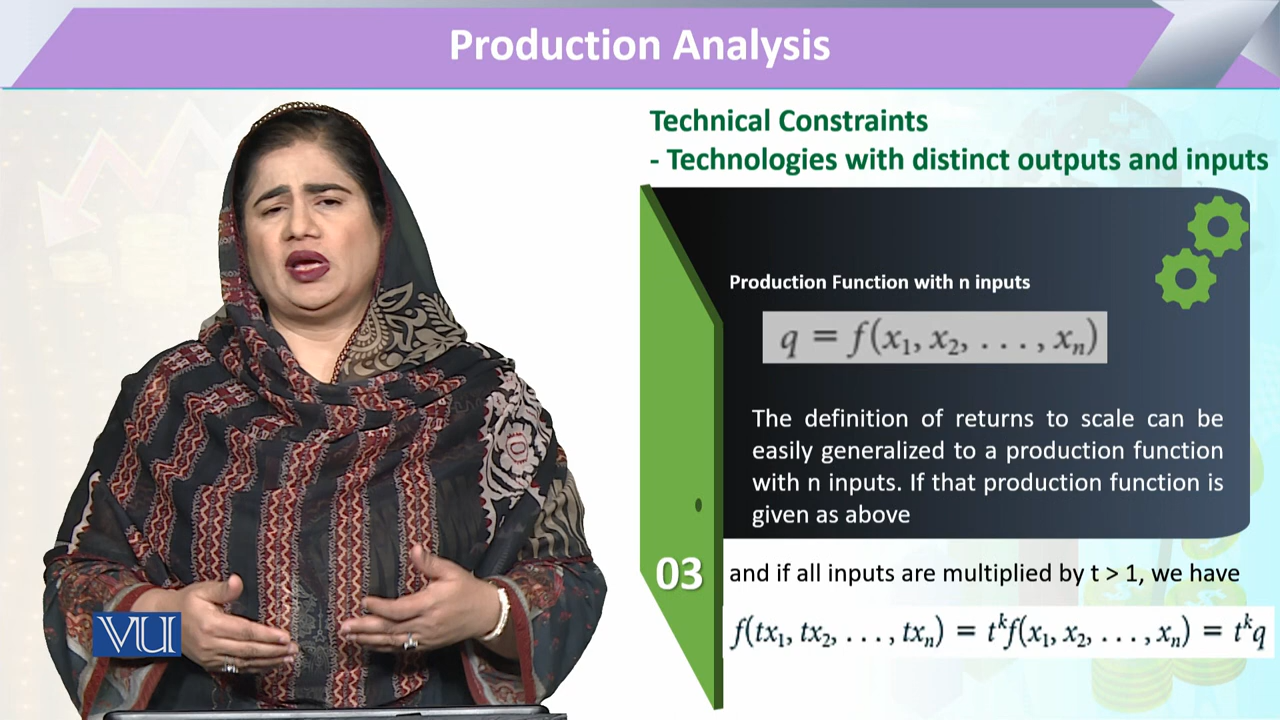 Production Analysis
Technical Constraints
- Technologies with distinct outputs and inputs
Production Function with n inputs
q = f(x₁, x₂, . . . , xₙ)
The definition of returns to scale can be
easily generalized to a production function
with n inputs. If that production function is
given as above
03
and if all inputs are multiplied by t > 1, we have
f(tx₁, tx₂, . . . , txₙ) = tᵏf(x₁, x₂, . . . , xₙ) = tᵏq
VU